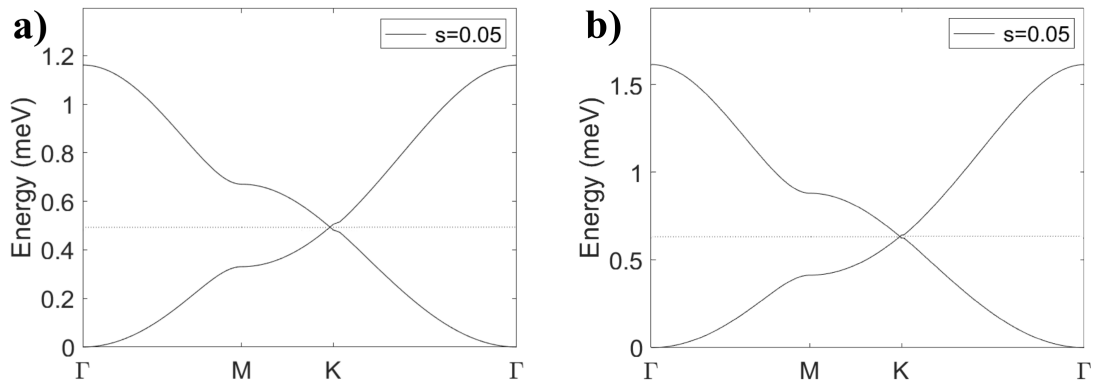 a)
s=0.05
Energy (meV)
1.2
1
0.8
0.6
0.4
0.2
0
Γ M K Γ
b)
s=0.05
Energy (meV)
1.5
1
0.5
0
Γ M K Γ